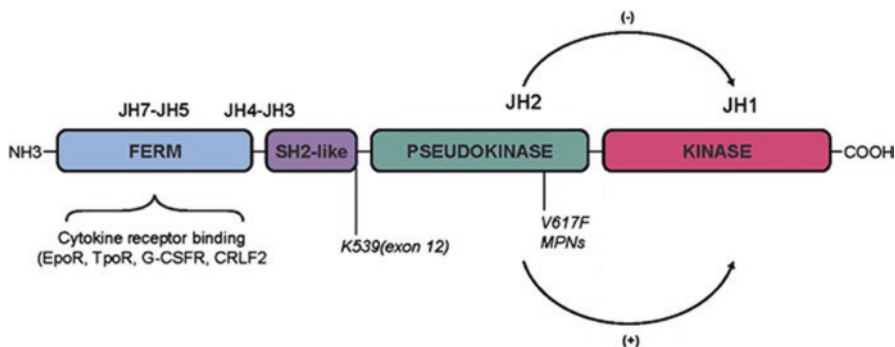 (-)
JH7-JH5 JH4-JH3 JH2 JH1
NH3 FERM SH2-like PSEUDOKINASE KINASE COOH
Cytokine receptor binding
(EpoR, TpoR, G-CSFR, CRLF2
K539(exon 12)
V617F
MPNs
(+)